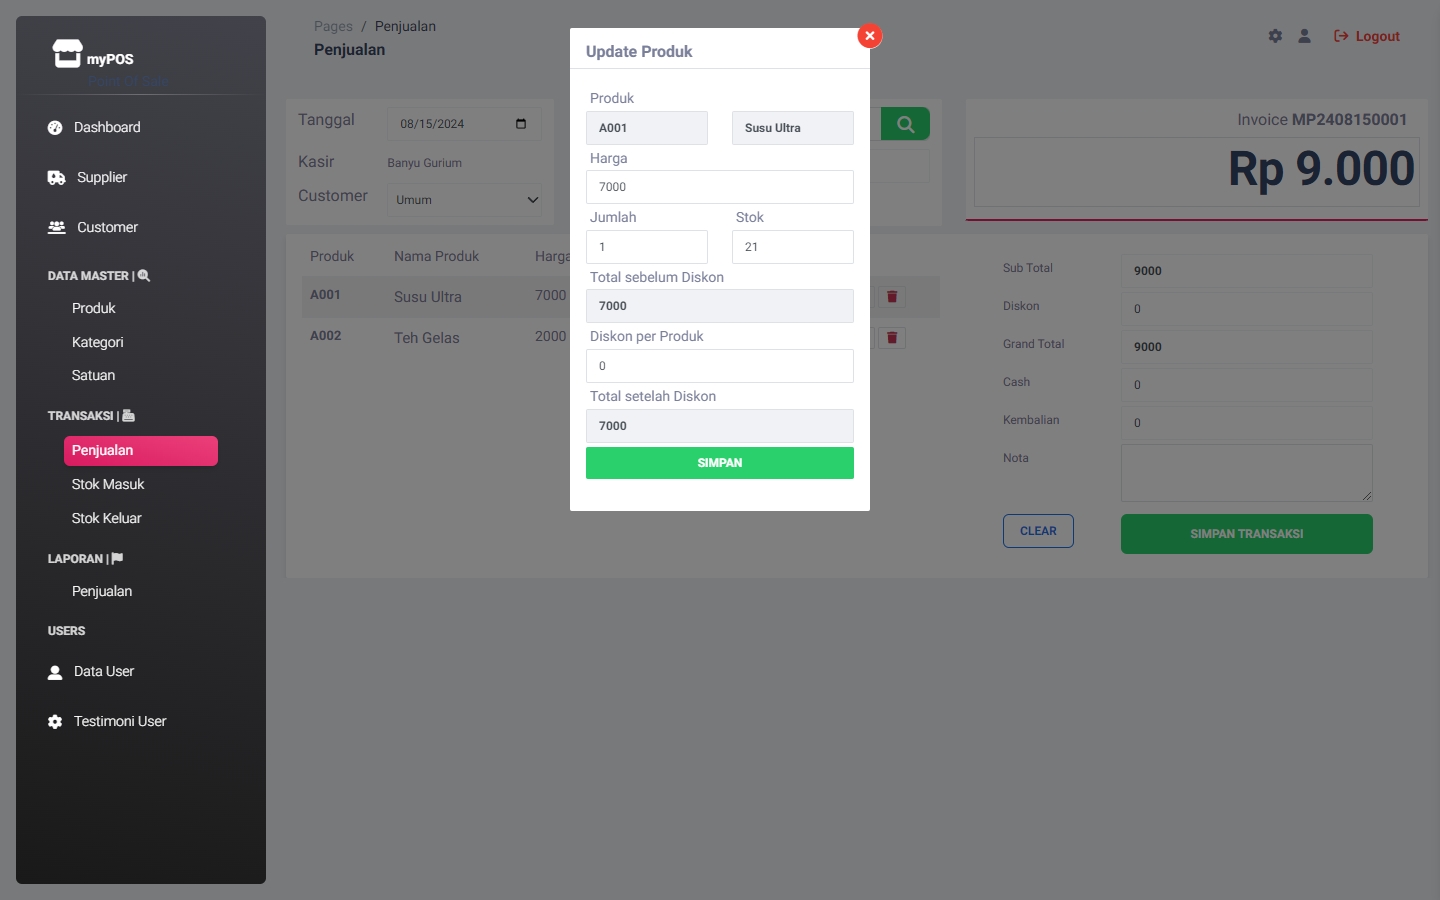 myPOS
Point Of Sale
Dashboard
Supplier
Customer
DATA MASTER |
Produk
Kategori
Satuan
TRANSAKSI |
Penjualan
Stok Masuk
Stok Keluar
LAPORAN |
Penjualan
USERS
Data User
Testimoni User
Pages / Penjualan
Penjualan
Logout
Tanggal 08/15/2024
Kasir Banyu Gurium
Customer Umum
Invoice MP2408150001
Rp 9.000
Produk Nama Produk Harga
A001 Susu Ultra 7000
A002 Teh Gelas 2000
Update Produk
Produk
A001 Susu Ultra
Harga
7000
Jumlah Stok
1 21
Total sebelum Diskon
7000
Diskon per Produk
0
Total setelah Diskon
7000
SIMPAN
Sub Total 9000
Diskon 0
Grand Total 9000
Cash 0
Kembalian 0
Nota
CLEAR SIMPAN TRANSAKSI